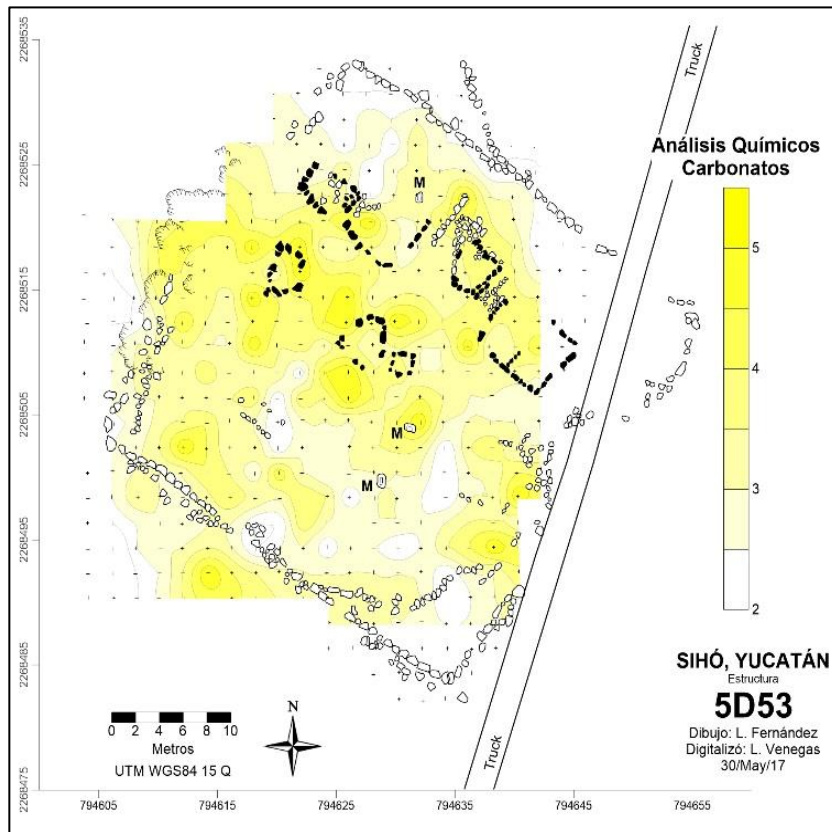 2268535
2268525
2268515
2268505
2268495
2268485
2268475
Truck
Análisis Químicos
Carbonatos
5
4
3
2
M
M
M
SIHÓ, YUCATÁN
Estructura
5D53
Dibujo: L. Fernández
Digitalizó: L. Venegas
30/May/17
N
0 2 4 6 8 10
Metros
UTM WGS84 15 Q
Truck
794605 794615 794625 794635 794645 794655